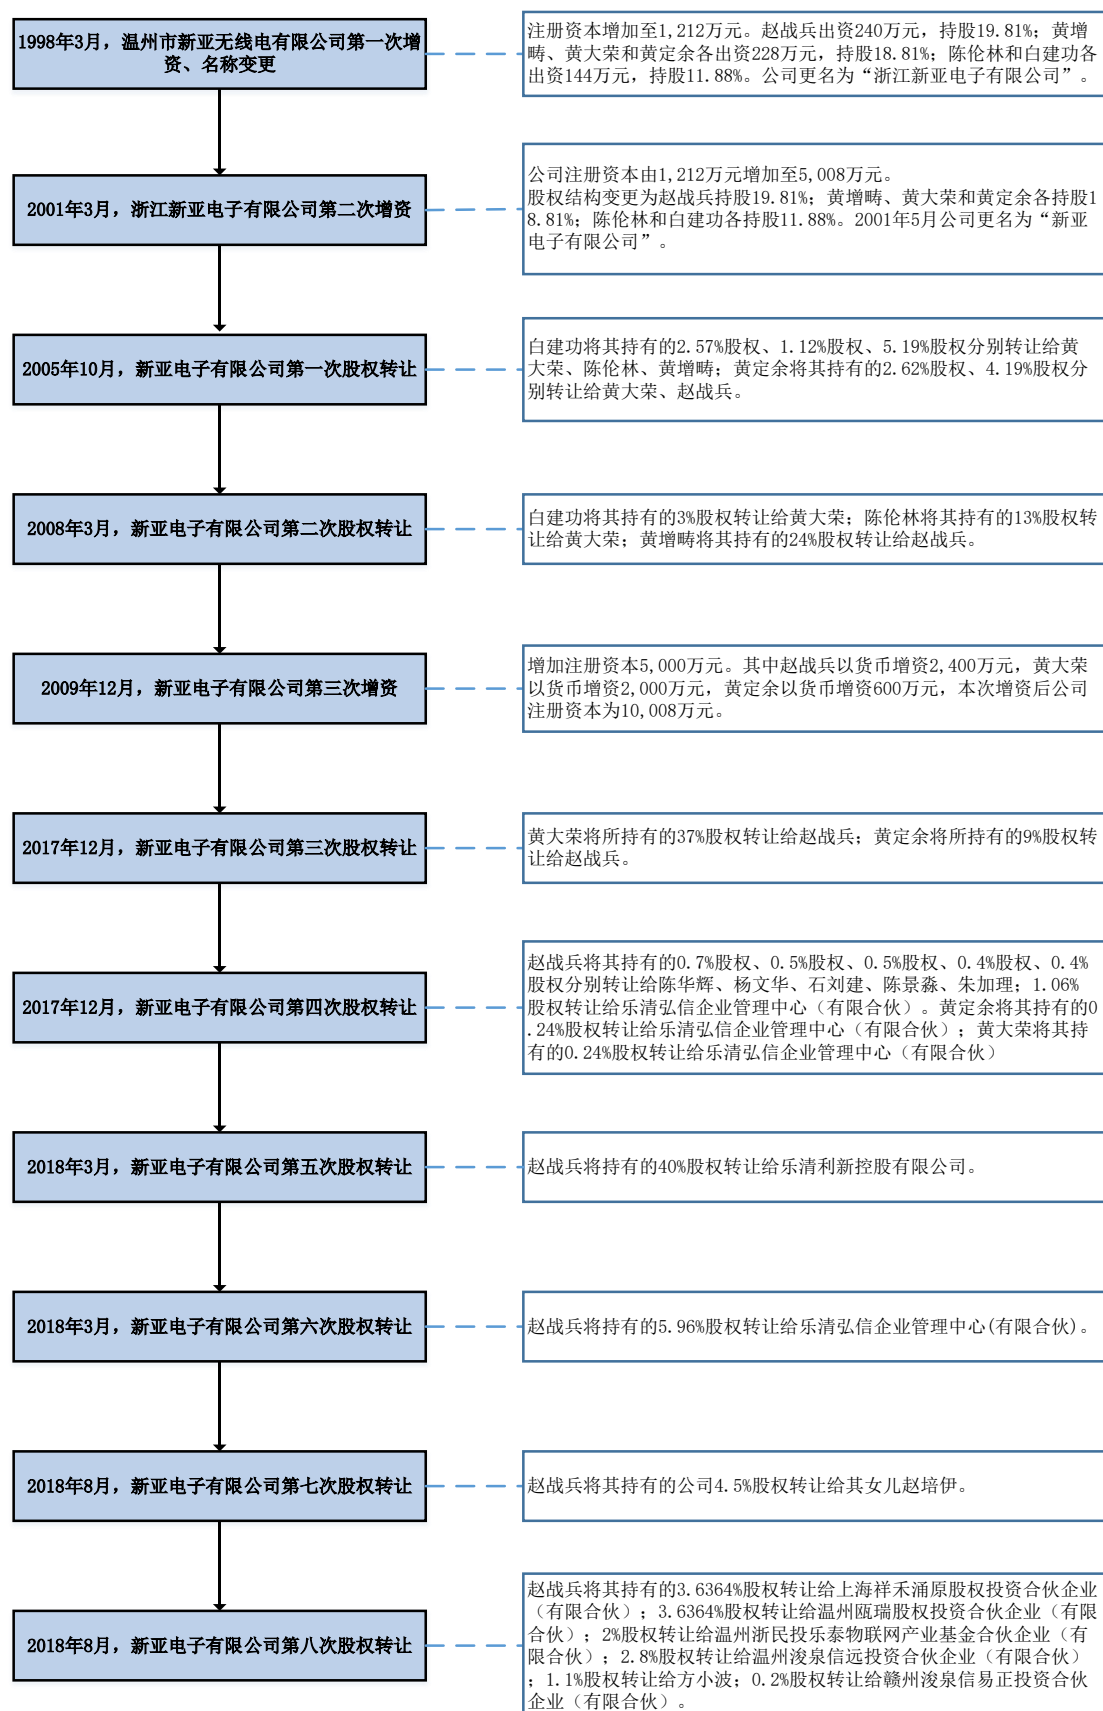 1998年3月，温州市新亚无线电有限公司第一次增
资、名称变更
注册资本增加至1,212万元。赵战兵出资240万元，持股19.81%；黄增
畴、黄大荣和黄定余各出资228万元，持股18.81%；陈伦林和白建功各
出资144万元，持股11.88%。公司更名为“浙江新亚电子有限公司”。
2001年3月，浙江新亚电子有限公司第二次增资
公司注册资本由1,212万元增加至5,008万元。
股权结构变更为赵战兵持股19.81%；黄增畴、黄大荣和黄定余各持股1
8.81%；陈伦林和白建功各持股11.88%。2001年5月公司更名为“新亚
电子有限公司”。
2005年10月，新亚电子有限公司第一次股权转让
白建功将其持有的2.57%股权、1.12%股权、5.19%股权分别转让给黄
大荣、陈伦林、黄增畴；黄定余将其持有的2.62%股权、4.19%股权分
别转让给黄大荣、赵战兵。
2008年3月，新亚电子有限公司第二次股权转让
白建功将其持有的3%股权转让给黄大荣；陈伦林将其持有的13%股权转
让给黄大荣；黄增畴将其持有的24%股权转让给赵战兵。
2009年12月，新亚电子有限公司第三次增资
增加注册资本5,000万元。其中赵战兵以货币增资2,400万元，黄大荣
以货币增资2,000万元，黄定余以货币增资600万元，本次增资后公司
注册资本为10,008万元。
2017年12月，新亚电子有限公司第三次股权转让
黄大荣将所持有的37%股权转让给赵战兵；黄定余将所持有的9%股权转
让给赵战兵。
2017年12月，新亚电子有限公司第四次股权转让
赵战兵将其持有的0.7%股权、0.5%股权、0.5%股权、0.4%股权、0.4%
股权分别转让给陈华辉、杨文华、石刘建、陈景淼、朱加理；1.06%
股权转让给乐清弘信企业管理中心（有限合伙）。黄定余将其持有的0
.24%股权转让给乐清弘信企业管理中心（有限合伙）；黄大荣将其持
有的0.24%股权转让给乐清弘信企业管理中心（有限合伙）
2018年3月，新亚电子有限公司第五次股权转让
赵战兵将持有的40%股权转让给乐清利新控股有限公司。
2018年3月，新亚电子有限公司第六次股权转让
赵战兵将持有的5.96%股权转让给乐清弘信企业管理中心(有限合伙)。
2018年8月，新亚电子有限公司第七次股权转让
赵战兵将其持有的公司4.5%股权转让给其女儿赵培伊。
2018年8月，新亚电子有限公司第八次股权转让
赵战兵将其持有的3.6364%股权转让给上海祥禾涌原股权投资合伙企业
（有限合伙）；3.6364%股权转让给温州瓯瑞股权投资合伙企业（有限
合伙）；2%股权转让给温州浙民投乐泰物联网产业基金合伙企业（有
限合伙）；2.8%股权转让给温州浚泉信远投资合伙企业（有限合伙）
；1.1%股权转让给方小波；0.2%股权转让给赣州浚泉信易正投资合伙
企业（有限合伙）。